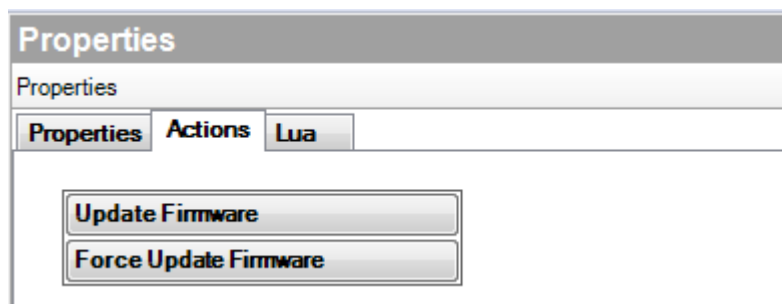 Properties
Properties
Properties Actions Lua
Update Firmware
Force Update Firmware